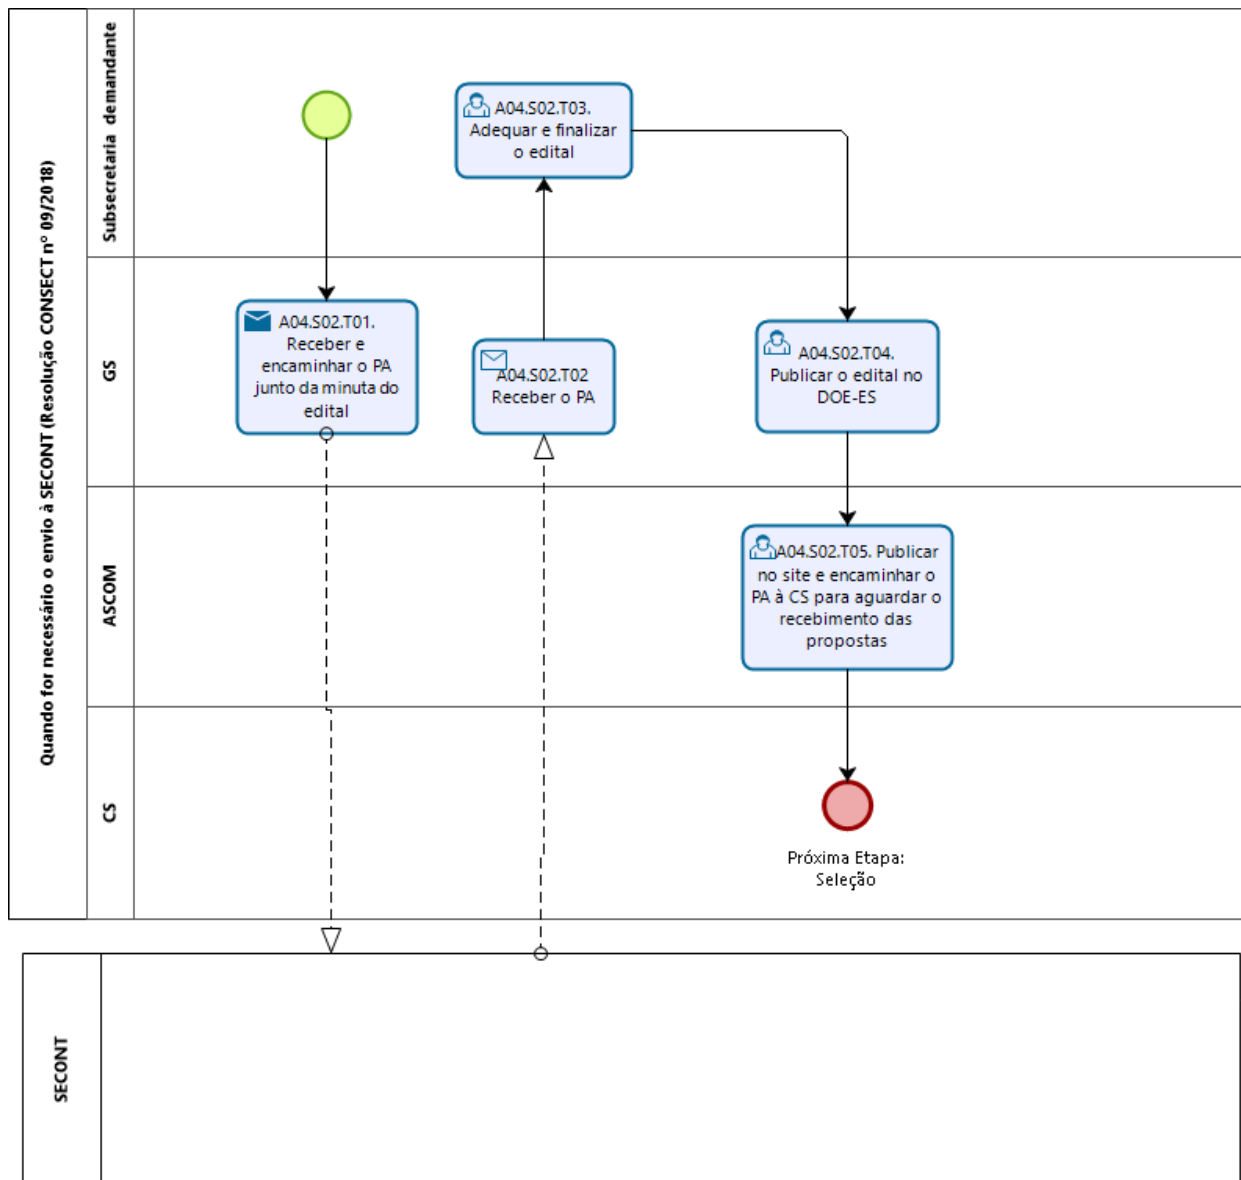 Quando for necessário o envio à SECONT (Resolução CONSECT nº 09/2018)
Subsecretaria demandante
A04.S02.T03.
Adequar e finalizar
o edital
GS
A04.S02.T01.
Receber e
encaminhar o PA
junto da minuta do
edital
A04.S02.T02
Receber o PA
A04.S02.T04.
Publicar o edital no
DOE-ES
ASCOM
A04.S02.T05. Publicar
no site e encaminhar o
PA à CS para aguardar o
recebimento das
propostas
CS
Próxima Etapa:
Seleção
SECONT